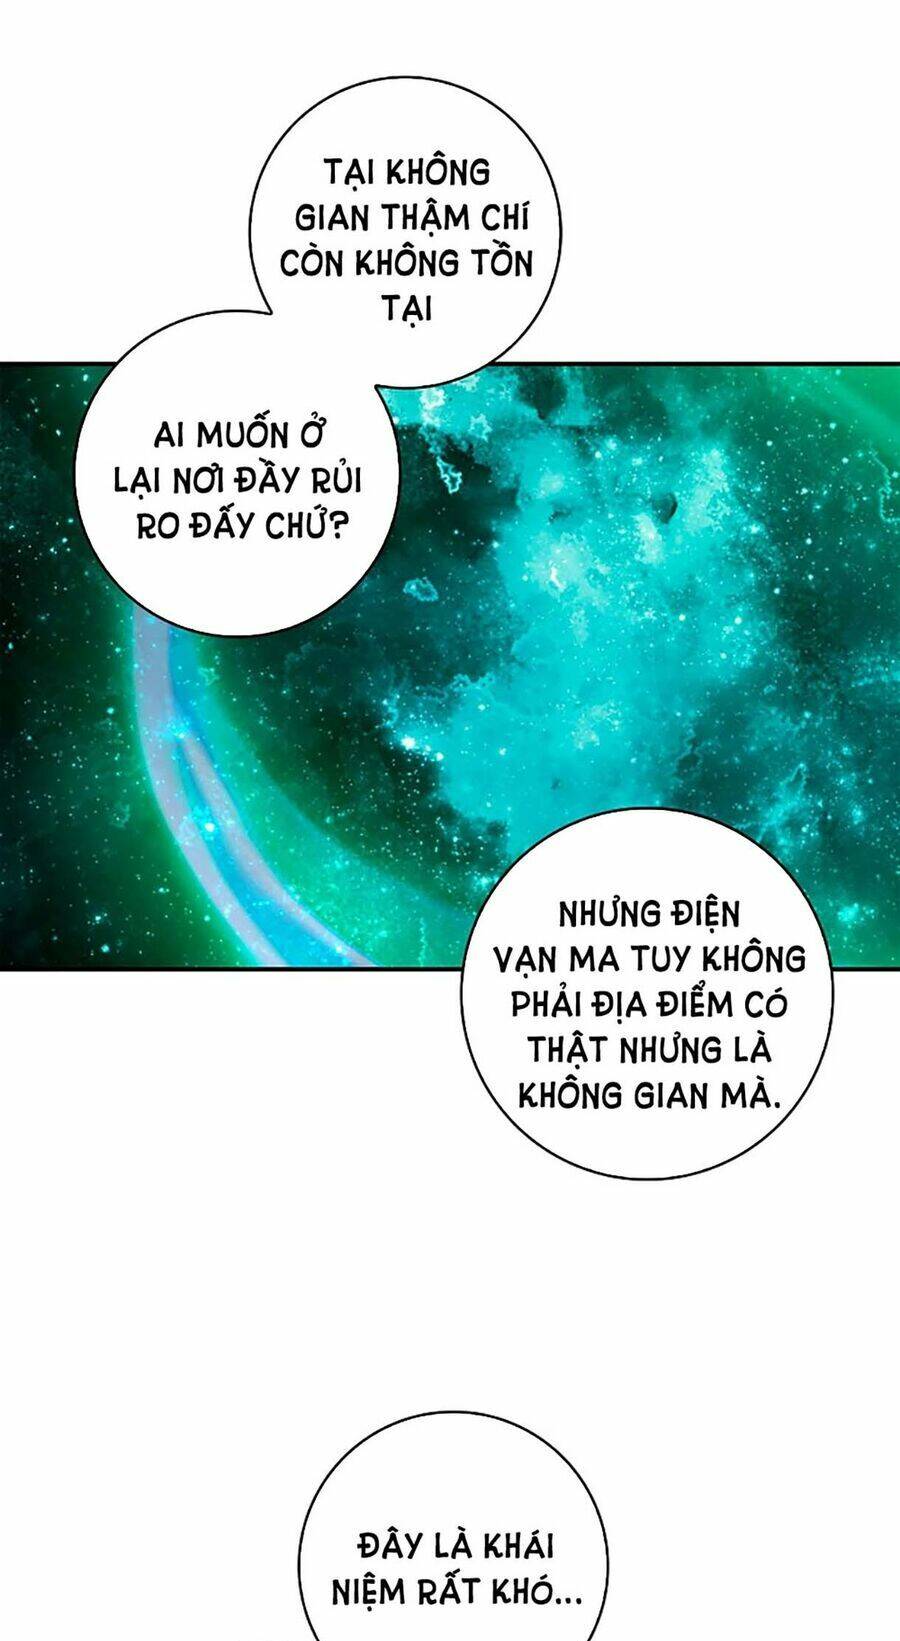 TẠI KHÔNG
GIAN THẬM CHÍ
CÒN KHÔNG TỒN
TẠI
AI MUỐN Ở
LẠI NƠI ĐẦY RỦI
RO ĐẤY CHỨ?
NHƯNG ĐIỆN
VẠN MA TUY KHÔNG
PHẢI ĐỊA ĐIỂM CÓ
THẬT NHƯNG LÀ
KHÔNG GIAN MÀ.
ĐÂY LÀ KHÁI
NIỆM RẤT KHÓ...